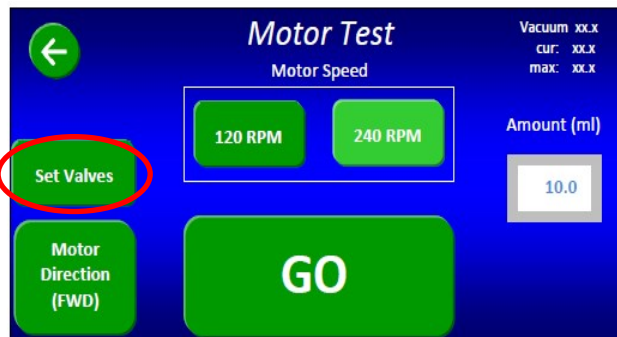 Motor Test
Motor Speed
Vacuum xx.x
cur: xx.x
max: xx.x
120 RPM
240 RPM
Amount (ml)
10.0
Set Valves
Motor
Direction
(FWD)
GO